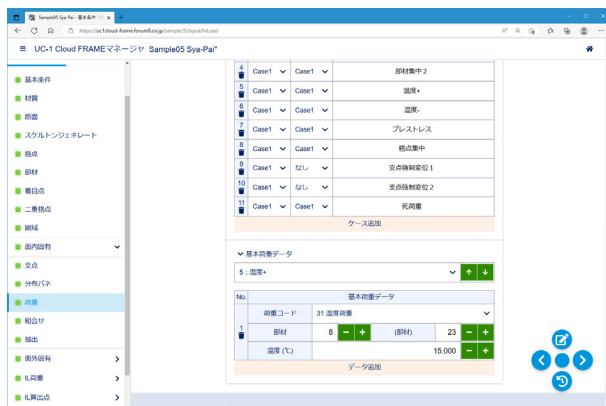 Sample05 Sya-Pai - 基本条件 | F
https://uc1cloud-frame.forum8.co.jp/sample/5/input/inLoad
UC-1 Cloud FRAMEマネージャ Sample05 Sya-Pai*
基本条件
材質
断面
スケルトンジェネレート
格点
部材
着目点
二重格点
剛域
面内固有
支点
分布バネ
荷重
組合せ
抽出
面外固有
IL荷重
IL算出点
4 Case1 Case1 部材集中2
5 Case1 Case1 温度+
6 Case1 Case1 温度-
7 Case1 Case1 プレストレス
8 Case1 Case1 格点集中
9 Case1 なし 支点強制変位1
10 Case1 なし 支点強制変位2
11 Case1 Case1 死荷重
ケース追加
基本荷重データ
5 : 温度+
No. 基本荷重データ
荷重コード 31 温度荷重
1 部材 8 (部材) 23
温度 (℃) 15.000
データ追加